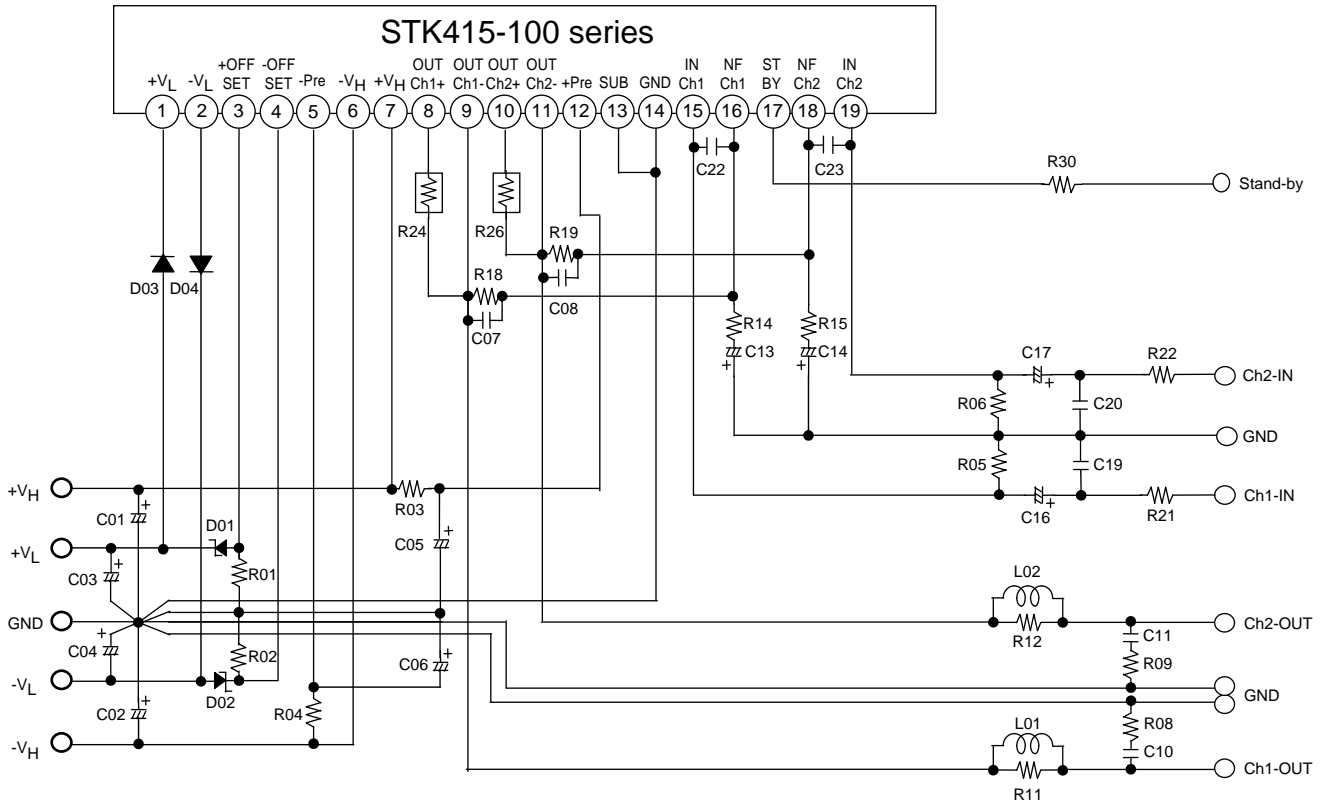 STK415-100 series
+VL
-VL
+OFF SET
-OFF SET
-Pre
-VH
+VH
OUT Ch1+
OUT Ch1-
OUT Ch2+
OUT Ch2-
+Pre
SUB
GND
IN Ch1
NF Ch1
ST BY
NF Ch2
IN Ch2
1 2 3 4 5 6 7 8 9 10 11 12 13 14 15 16 17 18 19
C22
C23
R30
Stand-by
R24
R26
R19
D03
D04
R18
C08
C07
R14
R15
C13
C14
+
+
C17
+
R22
Ch2-IN
R06
C20
GND
R05
C19
+VH
R03
C16
+
R21
Ch1-IN
C01
+
D01
+VL
C05
+
C03
+
R01
L02
GND
R12
Ch2-OUT
C04
+
R02
C06
+
C11
R09
-VL
D02
GND
C02
+
R04
L01
R08
C10
-VH
R11
Ch1-OUT